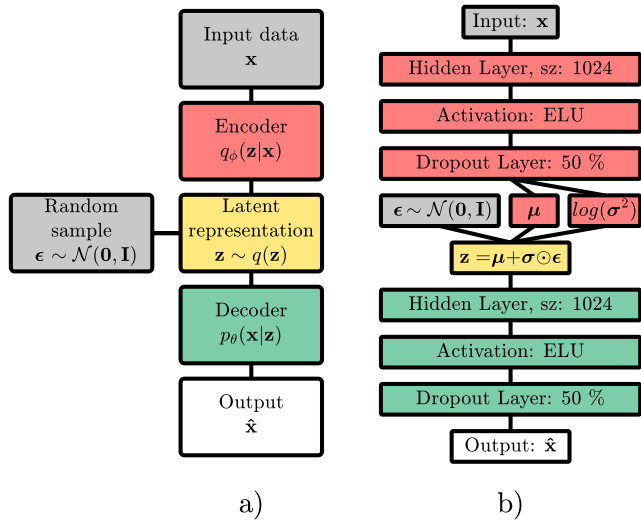 Input data
x
Encoder
qϕ(z|x)
Random
sample
ϵ ∼ N(0, I)
Latent
representation
z ∼ q(z)
Decoder
pθ(x|z)
Output
x̂
a)
Input: x
Hidden Layer, sz: 1024
Activation: ELU
Dropout Layer: 50 %
ϵ ∼ N(0, I)
μ
log(σ²)
z =μ+σ⊙ϵ
Hidden Layer, sz: 1024
Activation: ELU
Dropout Layer: 50 %
Output: x̂
b)